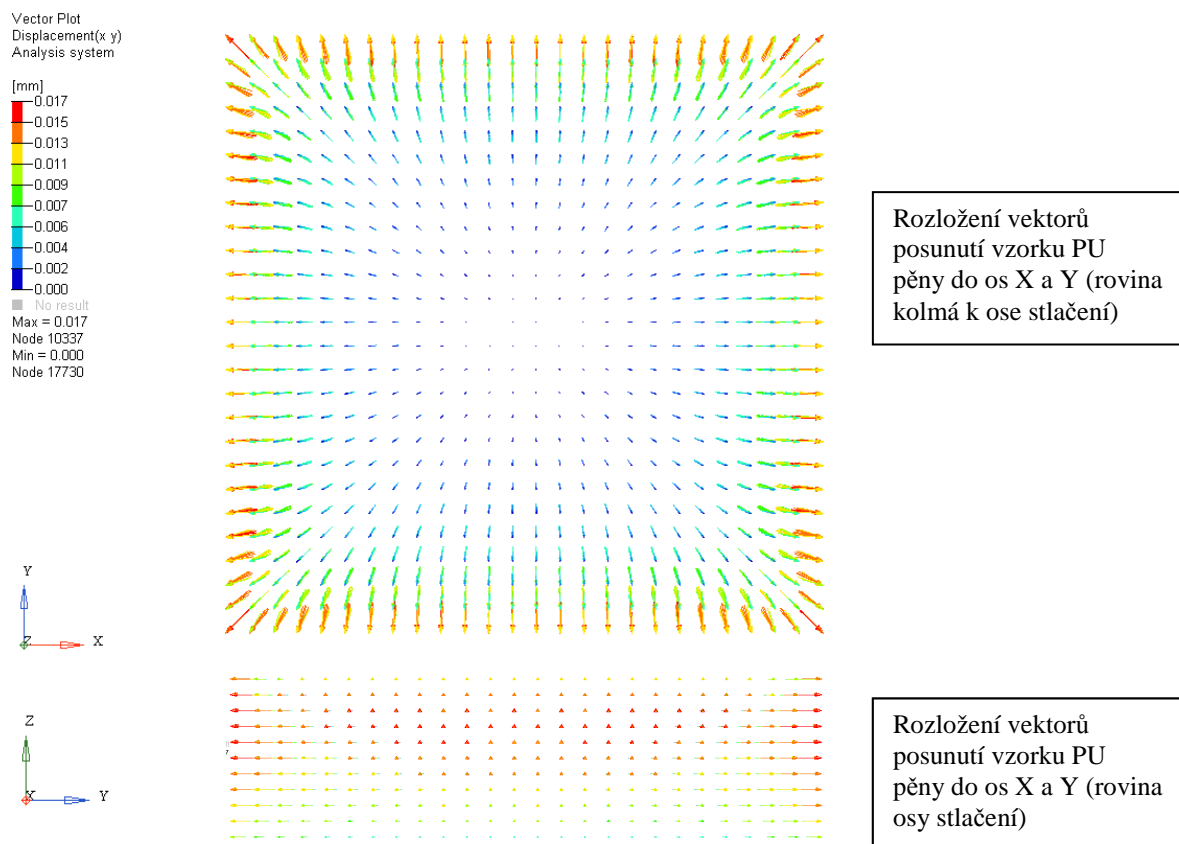 Vector Plot
Displacement(x y)
Analysis system
[mm]
0.017
0.015
0.013
0.011
0.009
0.006
0.004
0.002
0.000
No result
Max = 0.017
Node 10337
Min = 0.000
Node 17730
Rozložení vektorů
posunutí vzorku PU
pěny do os X a Y (rovina
kolmá k ose stlačení)
Y
Z
X
Z
X
Y
Rozložení vektorů
posunutí vzorku PU
pěny do os X a Y (rovina
osy stlačení)